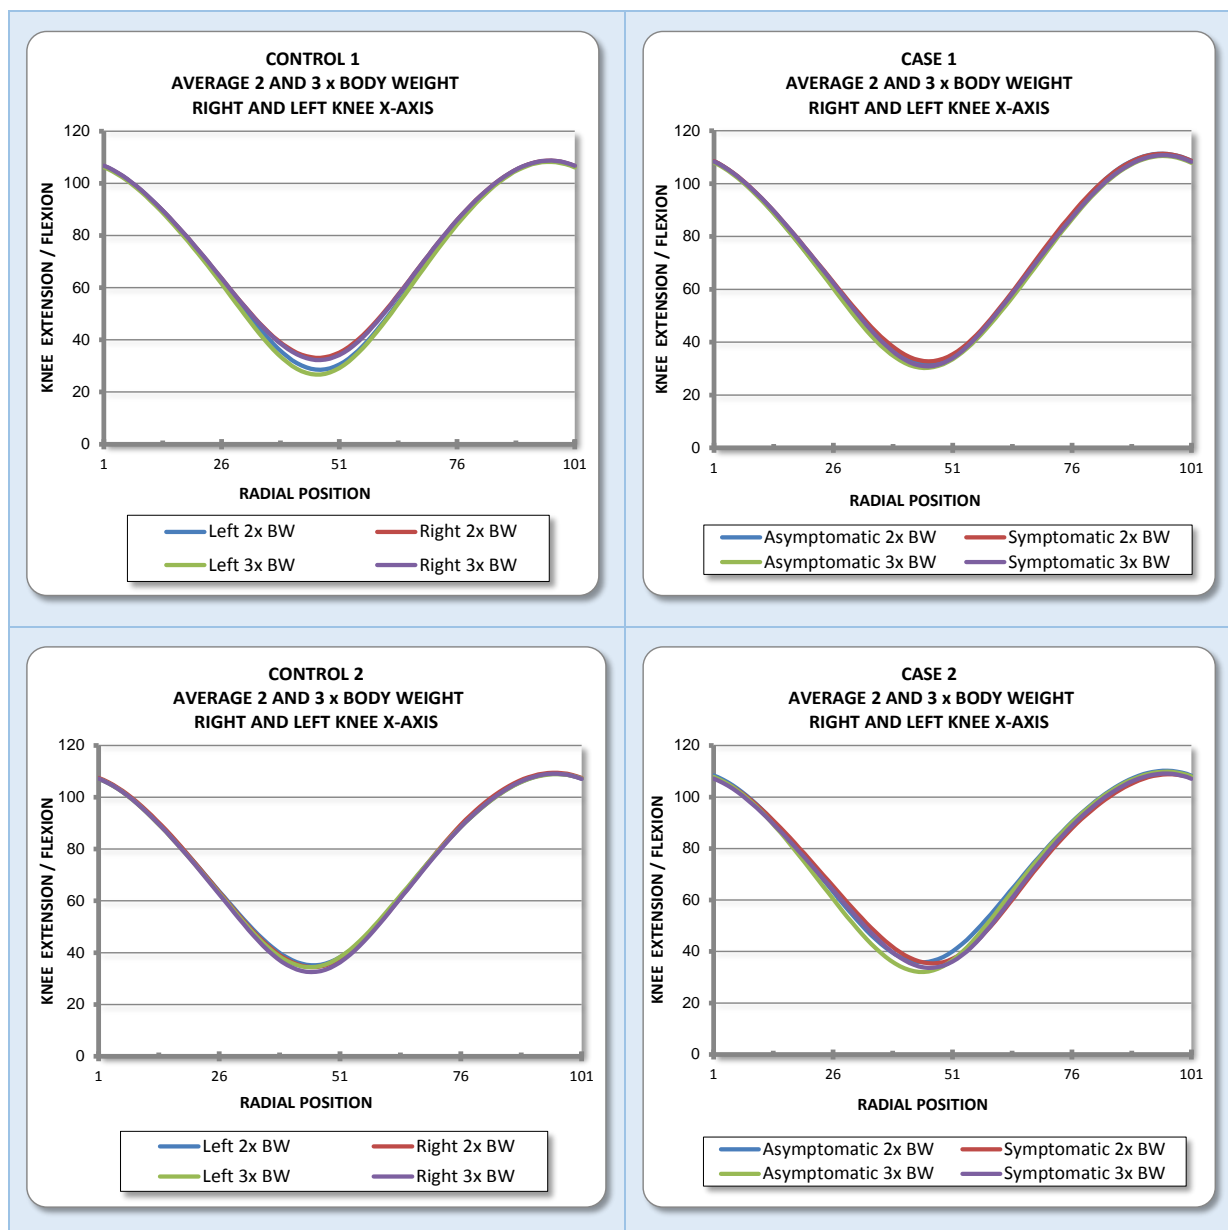 CONTROL 1
AVERAGE 2 AND 3 x BODY WEIGHT
RIGHT AND LEFT KNEE X-AXIS
KNEE EXTENSION / FLEXION
120
100
80
60
40
20
0
1 26 51 76 101
RADIAL POSITION
Left 2x BW Right 2x BW
Left 3x BW Right 3x BW
CASE 1
AVERAGE 2 AND 3 x BODY WEIGHT
RIGHT AND LEFT KNEE X-AXIS
KNEE EXTENSION / FLEXION
120
100
80
60
40
20
0
1 26 51 76 101
RADIAL POSITION
Asymptomatic 2x BW Symptomatic 2x BW
Asymptomatic 3x BW Symptomatic 3x BW
CONTROL 2
AVERAGE 2 AND 3 x BODY WEIGHT
RIGHT AND LEFT KNEE X-AXIS
KNEE EXTENSION / FLEXION
120
100
80
60
40
20
0
1 26 51 76 101
RADIAL POSITION
Left 2x BW Right 2x BW
Left 3x BW Right 3x BW
CASE 2
AVERAGE 2 AND 3 x BODY WEIGHT
RIGHT AND LEFT KNEE X-AXIS
KNEE EXTENSION / FLEXION
120
100
80
60
40
20
0
1 26 51 76 101
RADIAL POSITION
Asymptomatic 2x BW Symptomatic 2x BW
Asymptomatic 3x BW Symptomatic 3x BW